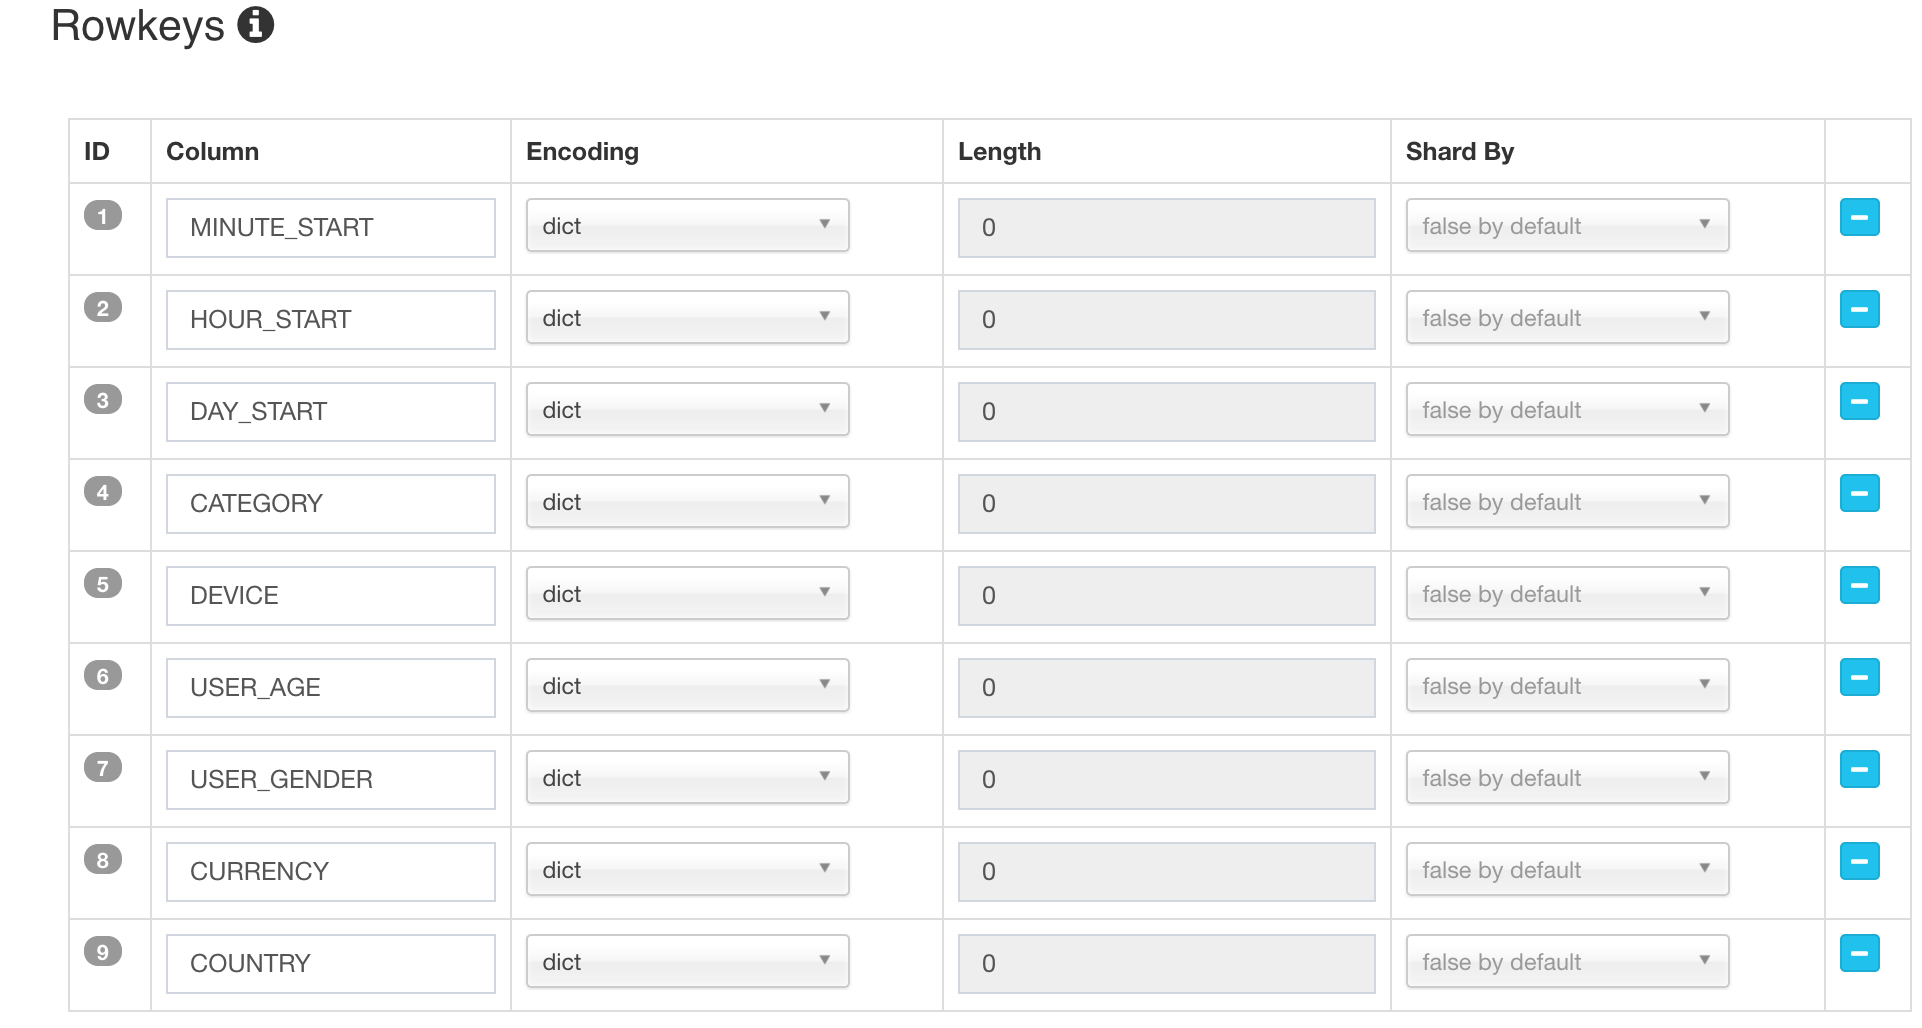 Rowkeys
ID Column Encoding Length Shard By
1 MINUTE_START dict 0 false by default
2 HOUR_START dict 0 false by default
3 DAY_START dict 0 false by default
4 CATEGORY dict 0 false by default
5 DEVICE dict 0 false by default
6 USER_AGE dict 0 false by default
7 USER_GENDER dict 0 false by default
8 CURRENCY dict 0 false by default
9 COUNTRY dict 0 false by default